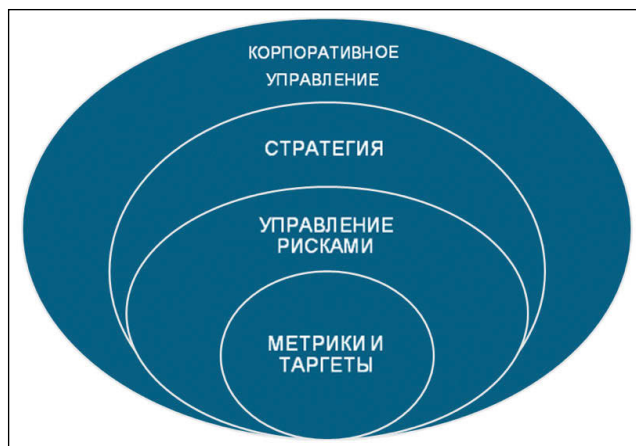 КОРПОРАТИВНОЕ
УПРАВЛЕНИЕ
СТРАТЕГИЯ
УПРАВЛЕНИЕ
РИСКАМИ
МЕТРИКИ И
ТАРГЕТЫ